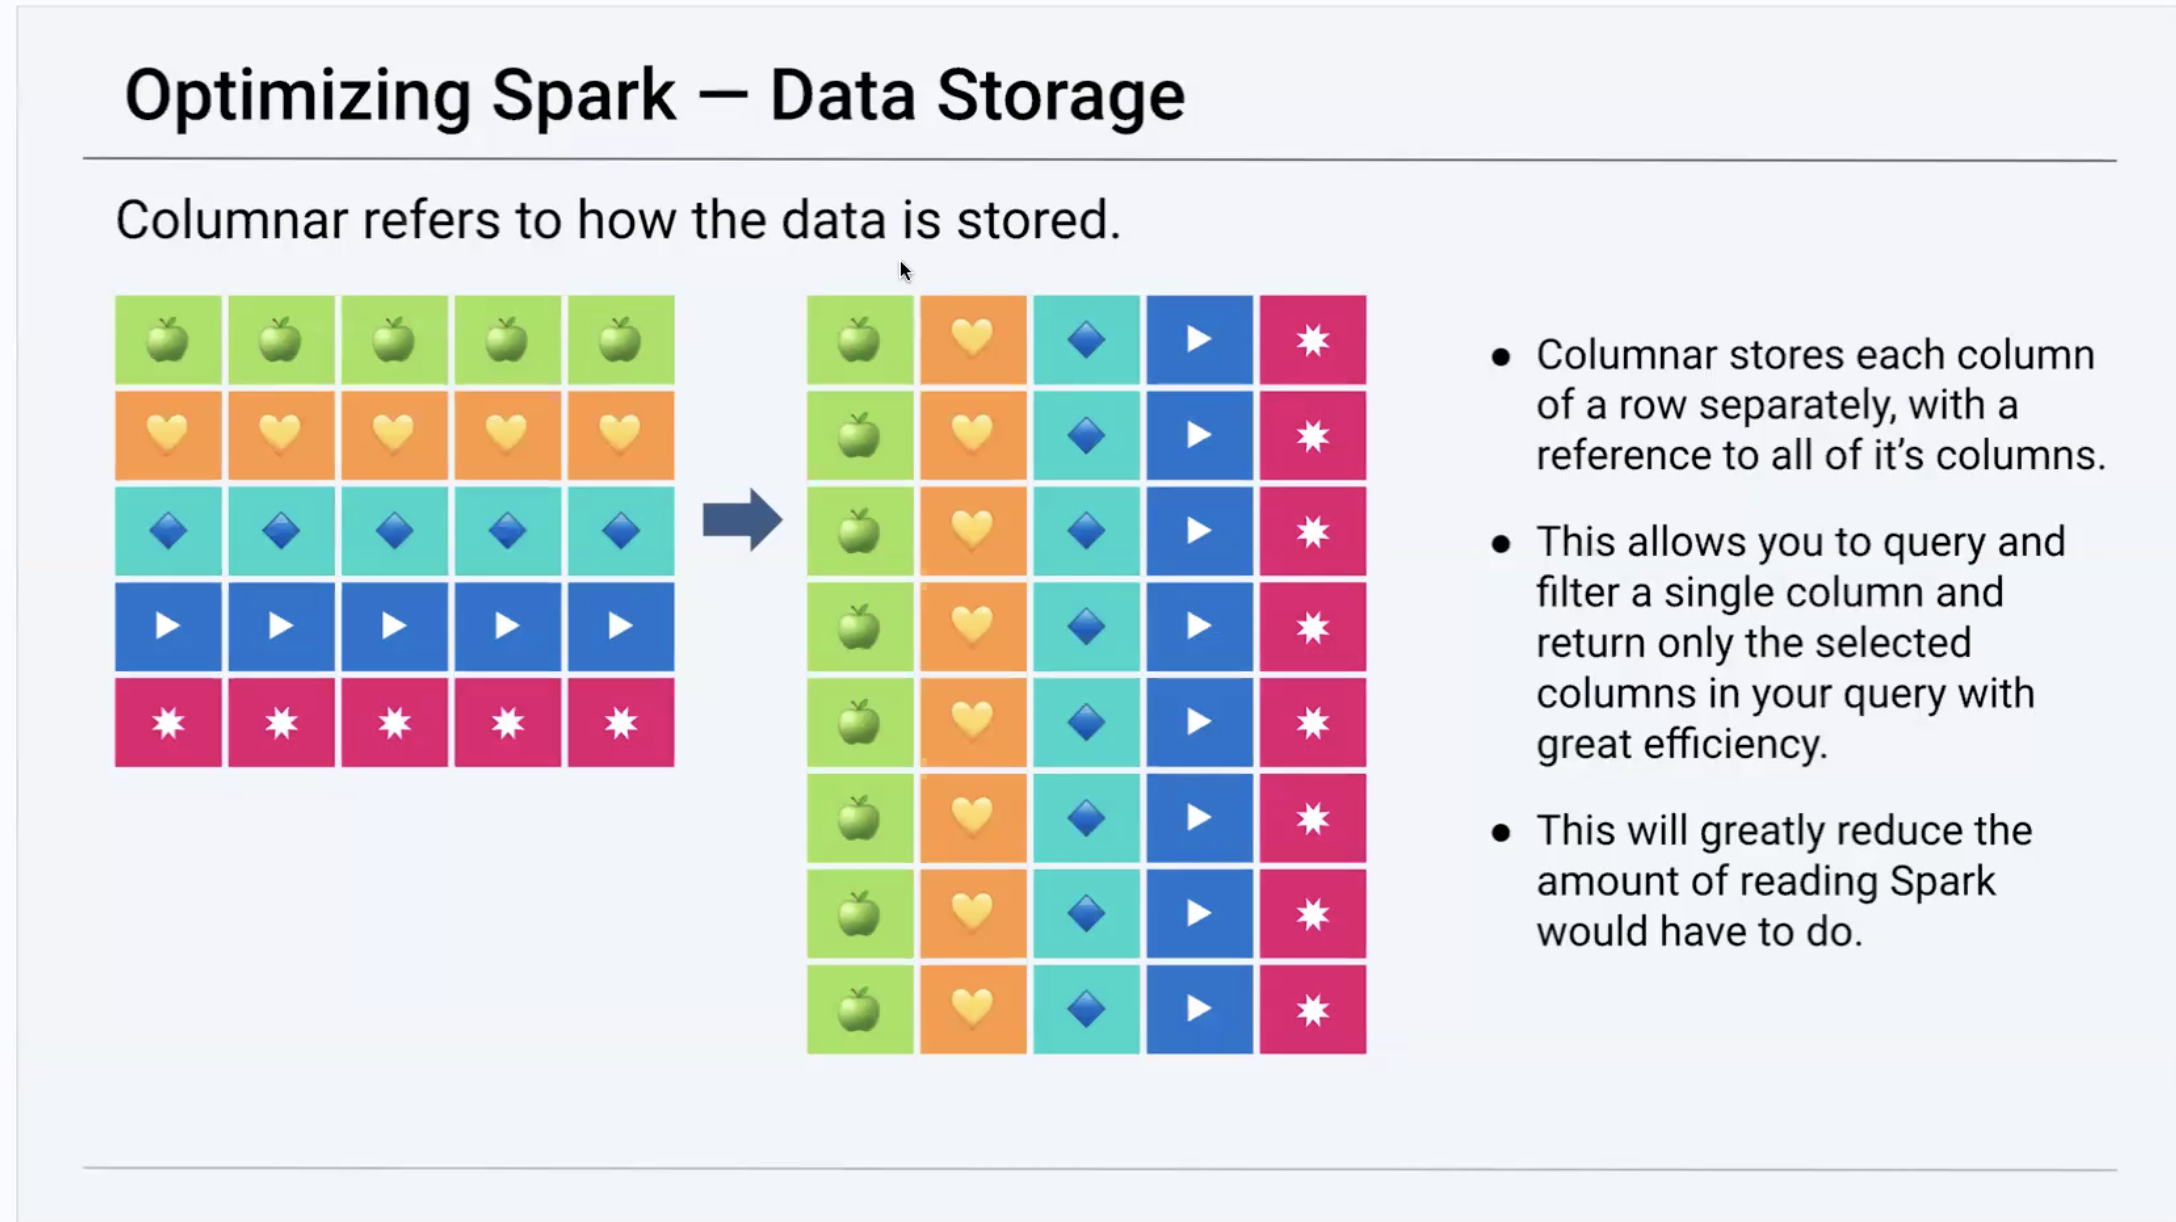 Optimizing Spark — Data Storage
Columnar refers to how the data is stored.
● Columnar stores each column
of a row separately, with a
reference to all of it’s columns.
● This allows you to query and
filter a single column and
return only the selected
columns in your query with
great efficiency.
● This will greatly reduce the
amount of reading Spark
would have to do.